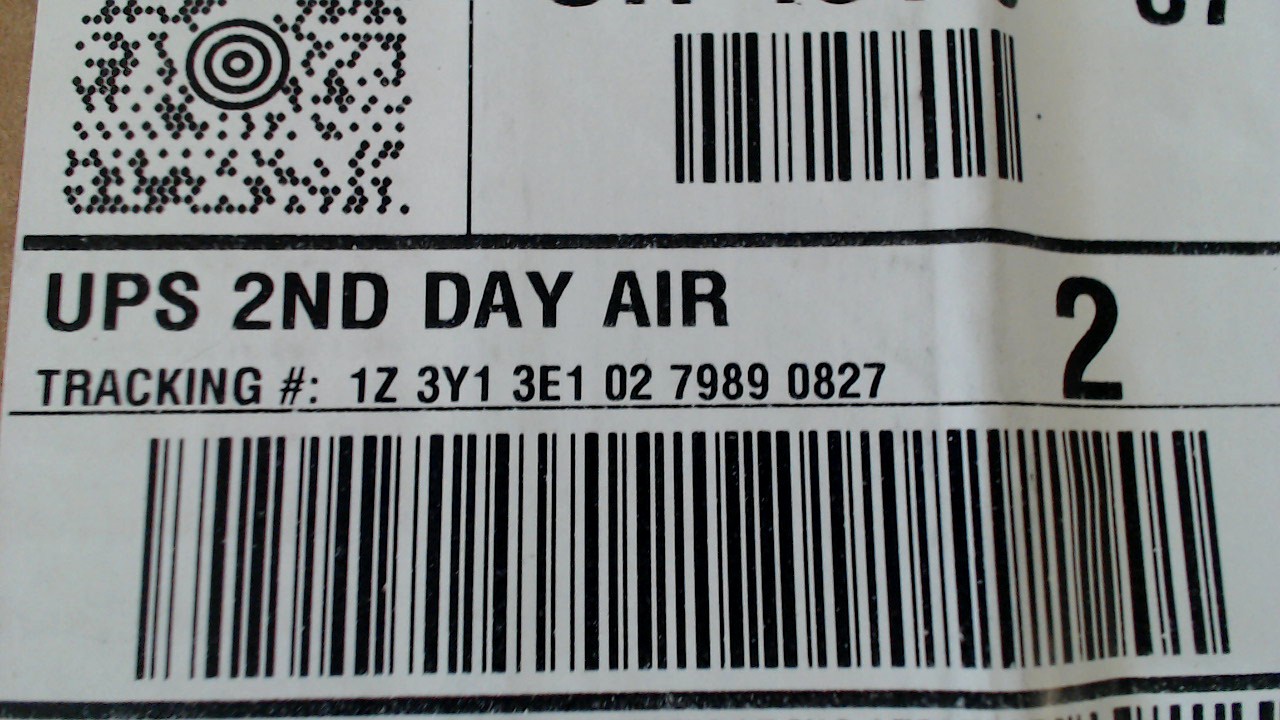 UPS 2ND DAY AIR
2
TRACKING #: 1Z 3Y1 3E1 02 7989 0827